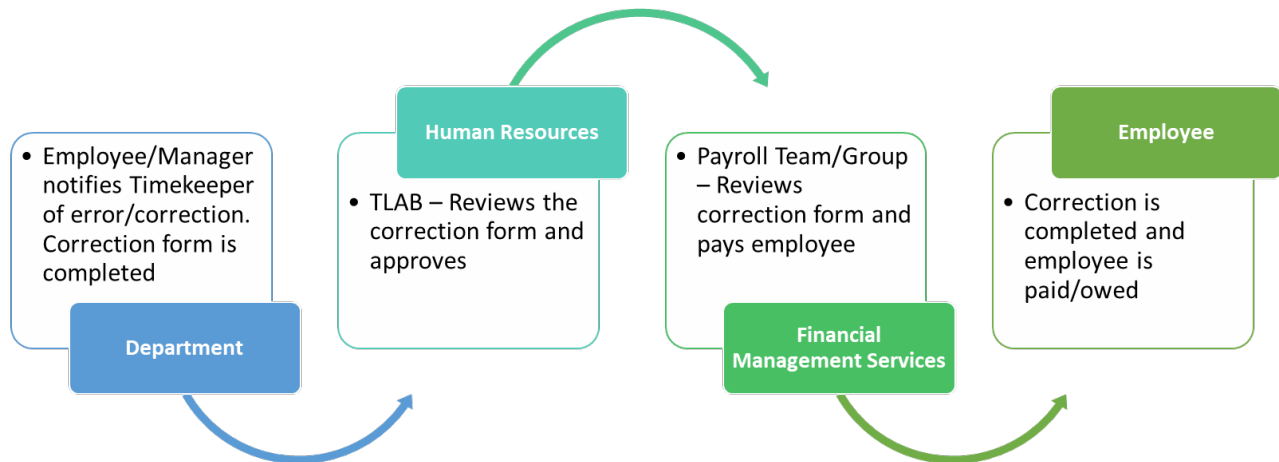 • Employee/Manager
notifies Timekeeper
of error/correction.
Correction form is
completed
Department
Human Resources
• TLAB – Reviews the
correction form and
approves
• Payroll Team/Group
– Reviews
correction form and
pays employee
Financial
Management Services
Employee
• Correction is
completed and
employee is
paid/owed